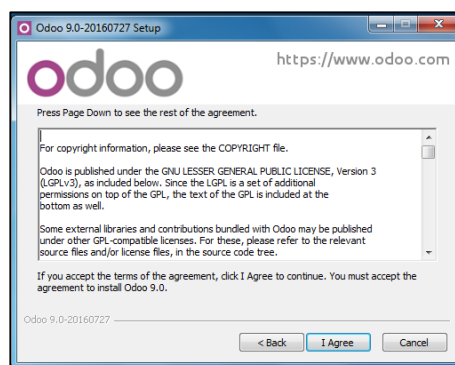 Odoo 9.0-20160727 Setup
odoo
https://www.odoo.com
Press Page Down to see the rest of the agreement.
For copyright information, please see the COPYRIGHT file.
Odoo is published under the GNU LESSER GENERAL PUBLIC LICENSE, Version 3
(LGPLv3), as included below. Since the LGPL is a set of additional
permissions on top of the GPL, the text of the GPL is included at the
bottom as well.
Some external libraries and contributions bundled with Odoo may be published
under other GPL-compatible licenses. For these, please refer to the relevant
source files and/or license files, in the source code tree.
If you accept the terms of the agreement, click I Agree to continue. You must accept the
agreement to install Odoo 9.0.
Odoo 9.0-20160727
< Back I Agree Cancel